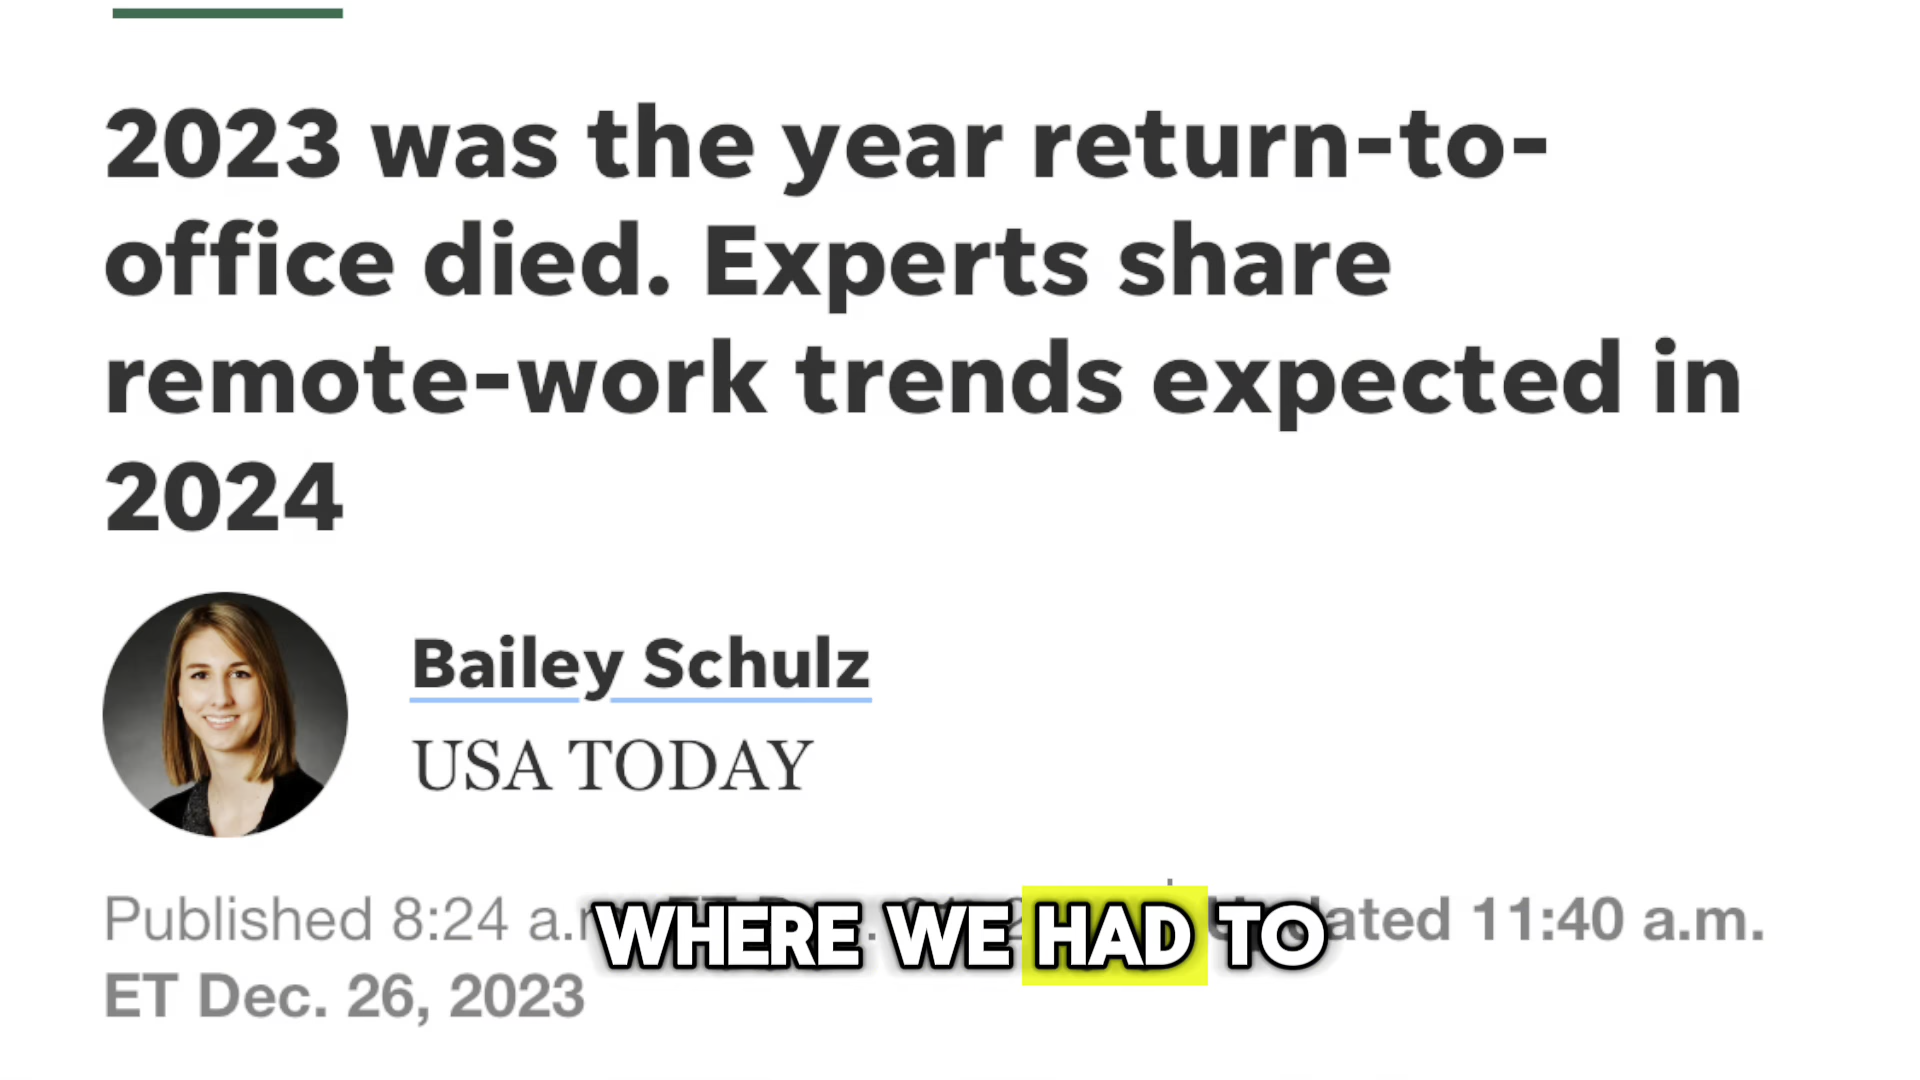 2023 was the year return-to-
office died. Experts share
remote-work trends expected in
2024
Bailey Schulz
USA TODAY
Published 8:24 Updated 11:40 a.m.
ET Dec. 26, 2023
WHERE WE HAD TO